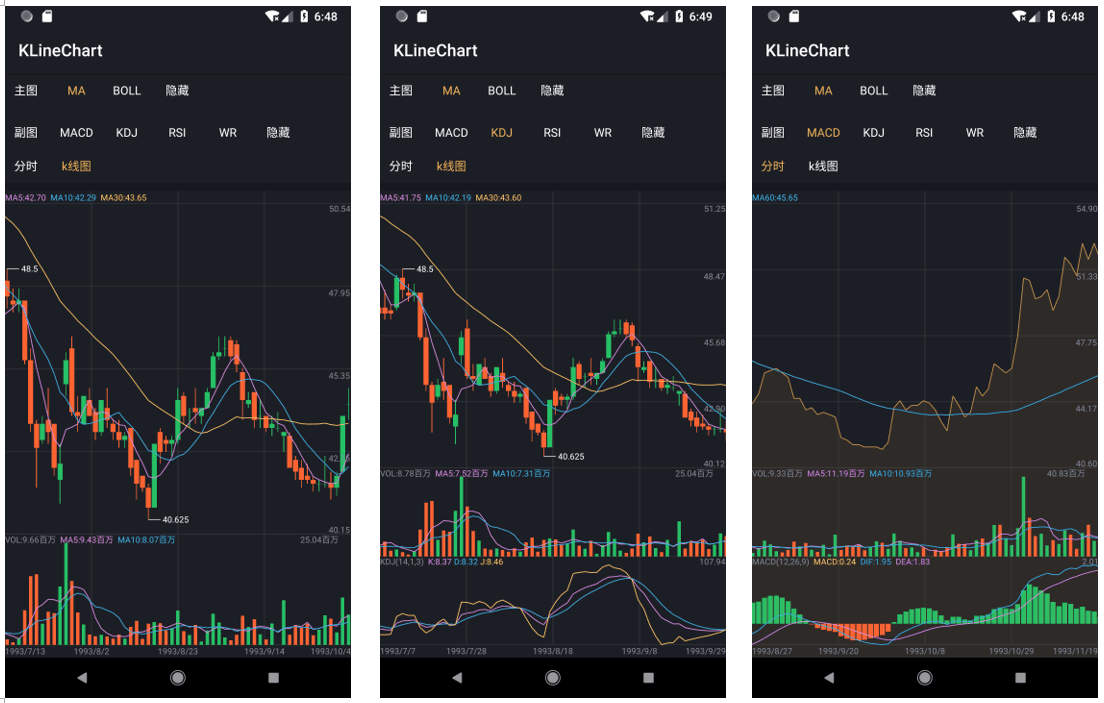 6:48
KLineChart
主图 MA BOLL 隐藏
副图 MACD KDJ RSI WR 隐藏
分时 k线图
MA5:42.70 MA10:42.29 MA30:43.65
50.54
48.5
47.95
45.35
40.625
40.15
VOL:9.66百万 MA5:9.43百万 MA10:8.07百万 25.04百万
1993/7/13 1993/8/2 1993/8/23 1993/9/14 1993/10/4
6:49
KLineChart
主图 MA BOLL 隐藏
副图 MACD KDJ RSI WR 隐藏
分时 k线图
MA5:41.75 MA10:42.19 MA30:43.60
51.25
48.5
48.47
45.68
42.90
40.625
40.12
VOL:8.78百万 MA5:7.52百万 MA10:7.31百万 25.04百万
KDJ(14,1,3) K:8.37 D:8.32 J:8.46 107.94
1993/7/7 1993/7/28 1993/8/18 1993/9/8 1993/9/29
6:48
KLineChart
主图 MA BOLL 隐藏
副图 MACD KDJ RSI WR 隐藏
分时 k线图
MA60:45.65
54.90
51.33
47.75
44.17
40.60
VOL:9.33百万 MA5:11.19百万 MA10:10.93百万 40.83百万
MACD(12,26,9) MACD:0.24 DIF:1.95 DEA:1.83 2.01
1993/8/27 1993/9/20 1993/10/8 1993/10/29 1993/11/19